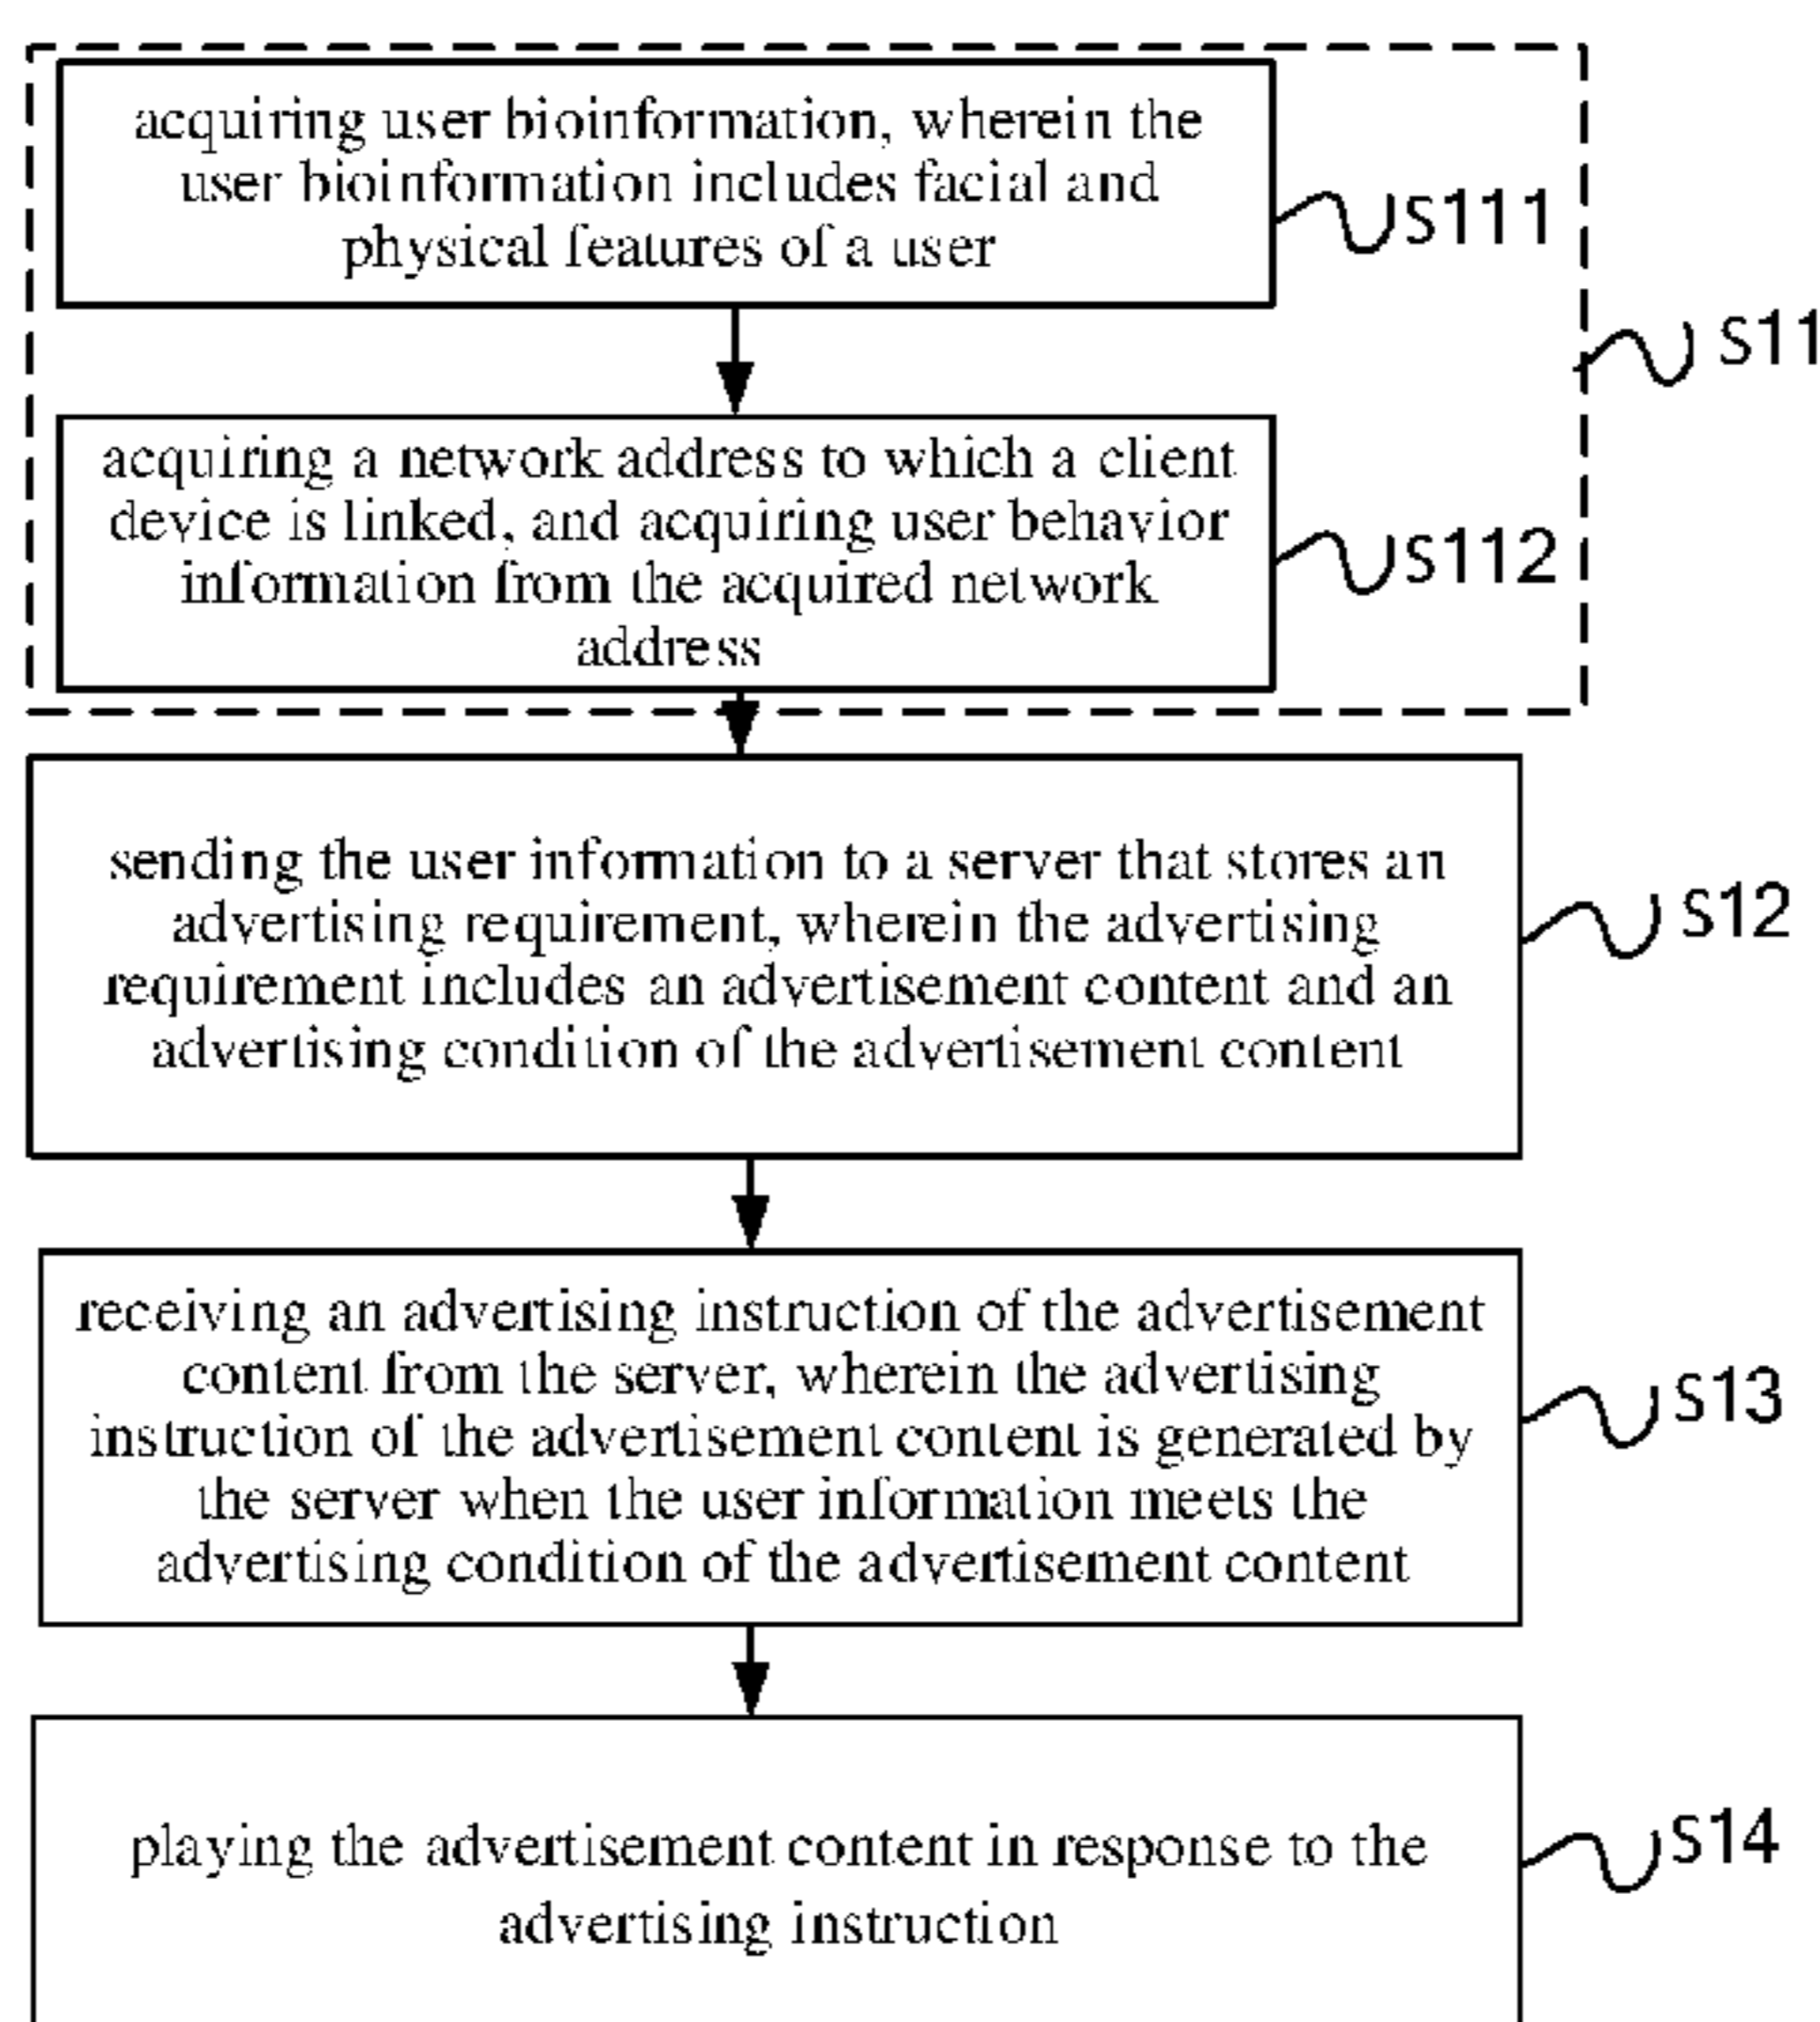 acquiring user bioinformation, wherein the
user bioinformation includes facial and
physical features of a user
S111
S11
acquiring a network address to which a client
device is linked, and acquiring user behavior
information from the acquired network
address
S112
sending the user information to a server that stores an
advertising requirement, wherein the advertising
requirement includes an advertisement content and an
advertising condition of the advertisement content
S12
receiving an advertising instruction of the advertisement
content from the server, wherein the advertising
instruction of the advertisement content is generated by
the server when the user information meets the
advertising condition of the advertisement content
S13
playing the advertisement content in response to the
advertising instruction
S14